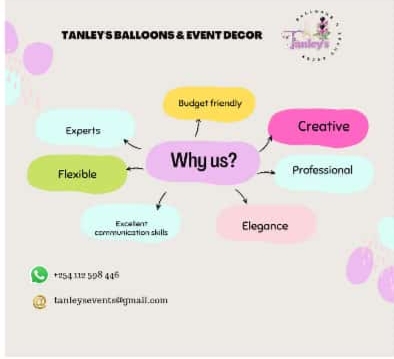 TANLEY'S BALLOONS & EVENT DECOR
Tanley's
Budget friendly
Experts
Creative
Why us?
Flexible
Professional
Excellent
communication skills
Elegance
+254 112 598 446
tanleysevents@gmail.com